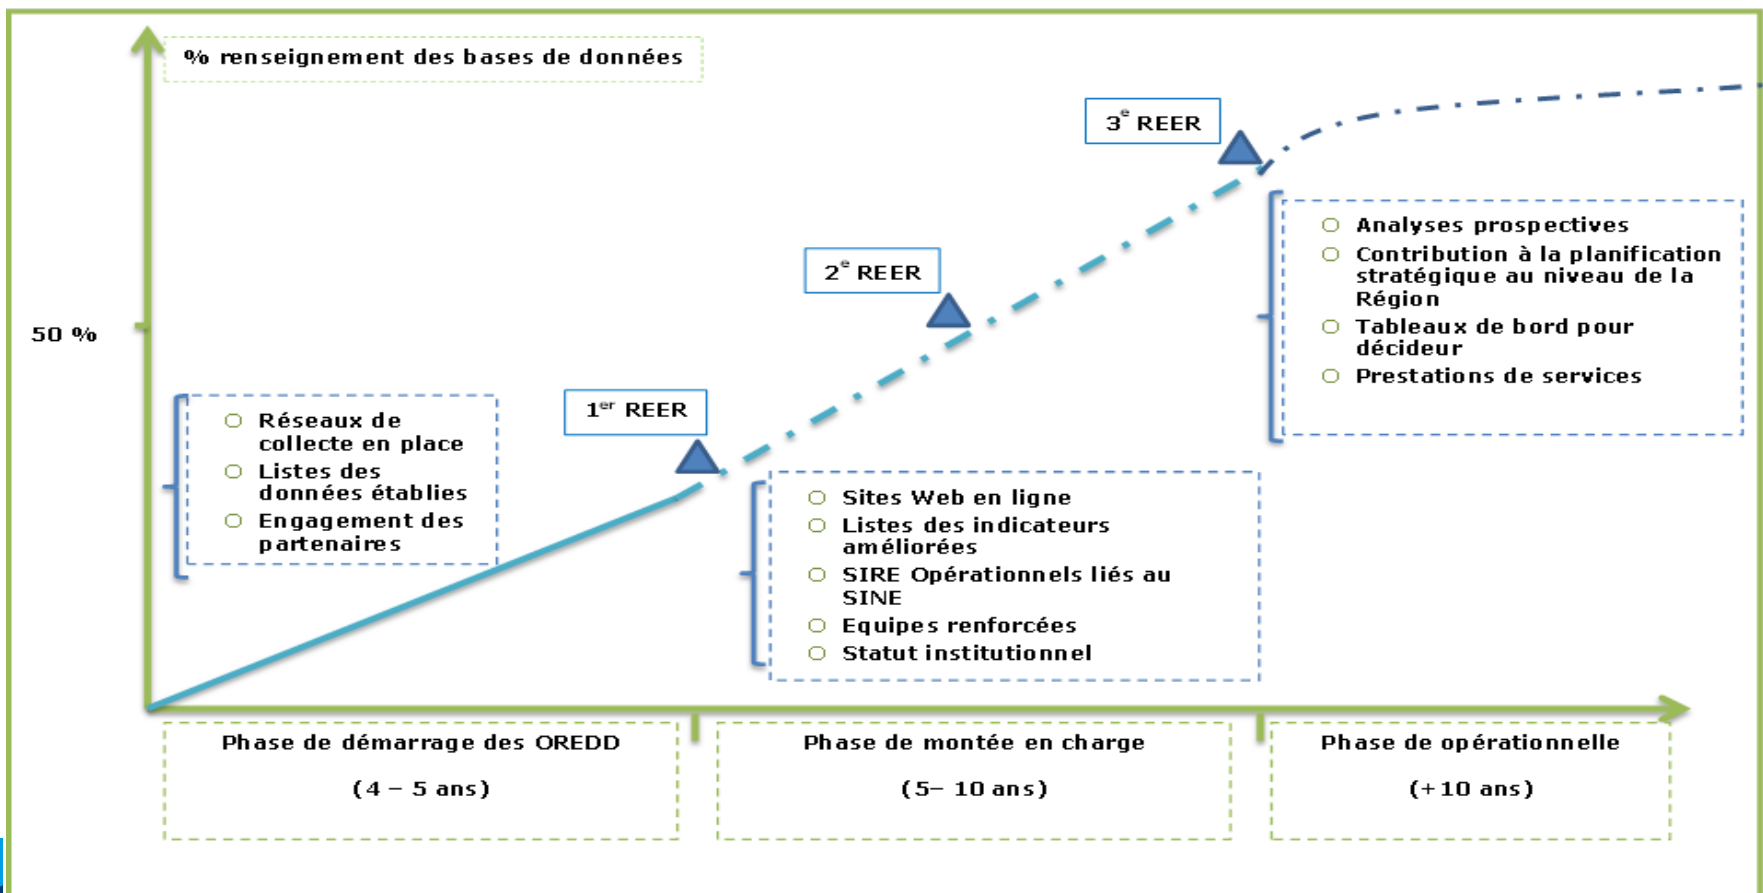 % renseignement des bases de données
3e REER
2e REER
50 %
1er REER
Réseaux de
collecte en place
Listes des
données établies
Engagement des
partenaires
Sites Web en ligne
Listes des indicateurs
améliorées
SIRE Opérationnels liés au
SINE
Equipes renforcées
Statut institutionnel
Analyses prospectives
Contribution à la planification
stratégique au niveau de la
Région
Tableaux de bord pour
décideur
Prestations de services
Phase de démarrage des OREDD
(4 – 5 ans)
Phase de montée en charge
(5– 10 ans)
Phase de opérationnelle
(+10 ans)